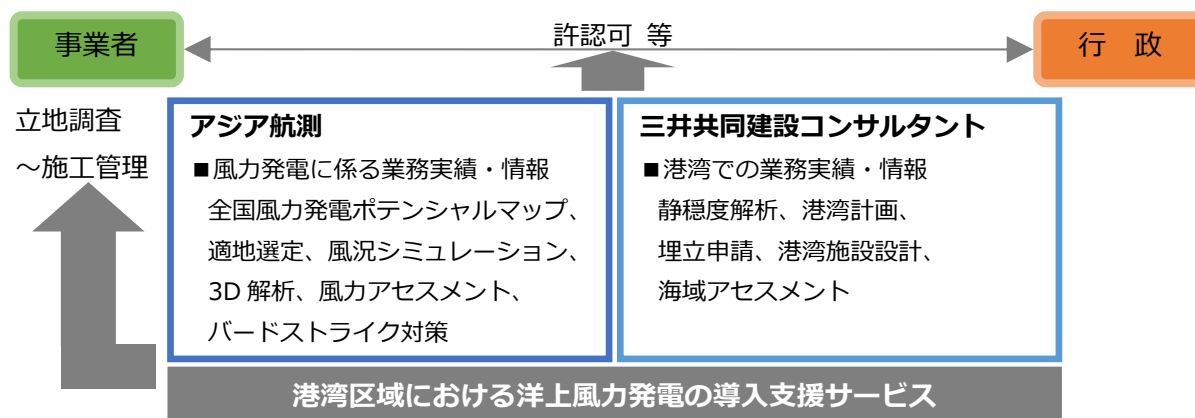 事業者
許認可 等
行 政
立地調査
~施工管理
アジア航測
■風力発電に係る業務実績・情報
全国風力発電ポテンシャルマップ、
適地選定、風況シミュレーション、
3D 解析、風力アセスメント、
バードストライク対策
三井共同建設コンサルタント
■港湾での業務実績・情報
静穏度解析、港湾計画、
埋立申請、港湾施設設計、
海域アセスメント
港湾区域における洋上風力発電の導入支援サービス